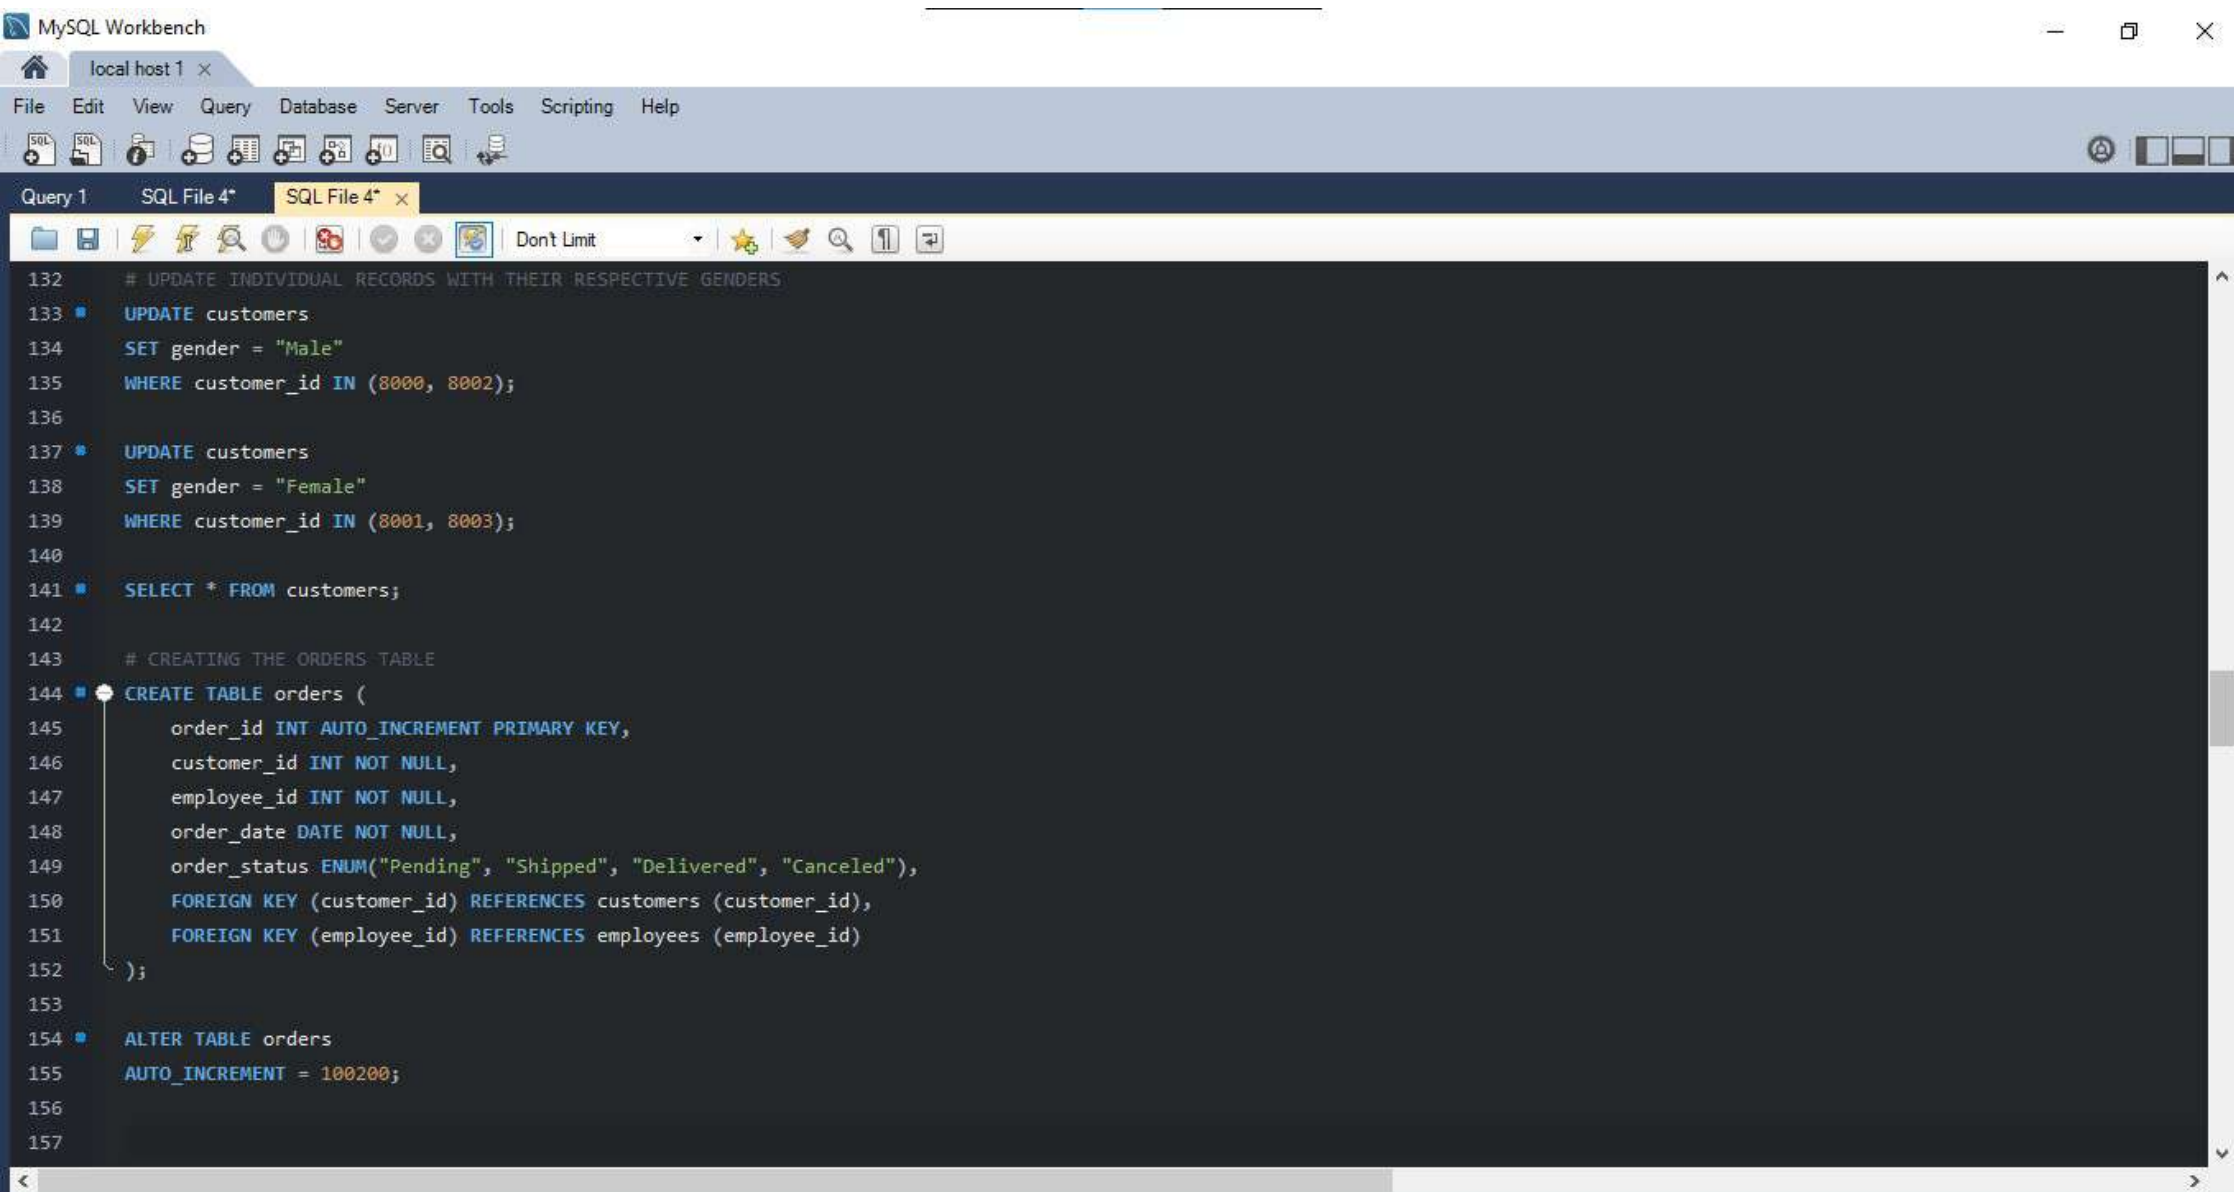 MySQL Workbench
local host 1
File Edit View Query Database Server Tools Scripting Help
Query 1 SQL File 4* SQL File 4*
Don't Limit
132 # UPDATE INDIVIDUAL RECORDS WITH THEIR RESPECTIVE GENDERS
133 UPDATE customers
134 SET gender = "Male"
135 WHERE customer_id IN (8000, 8002);
136
137 UPDATE customers
138 SET gender = "Female"
139 WHERE customer_id IN (8001, 8003);
140
141 SELECT * FROM customers;
142
143 # CREATING THE ORDERS TABLE
144 CREATE TABLE orders (
145 order_id INT AUTO_INCREMENT PRIMARY KEY,
146 customer_id INT NOT NULL,
147 employee_id INT NOT NULL,
148 order_date DATE NOT NULL,
149 order_status ENUM("Pending", "Shipped", "Delivered", "Canceled"),
150 FOREIGN KEY (customer_id) REFERENCES customers (customer_id),
151 FOREIGN KEY (employee_id) REFERENCES employees (employee_id)
152 );
153
154 ALTER TABLE orders
155 AUTO_INCREMENT = 100200;
156
157